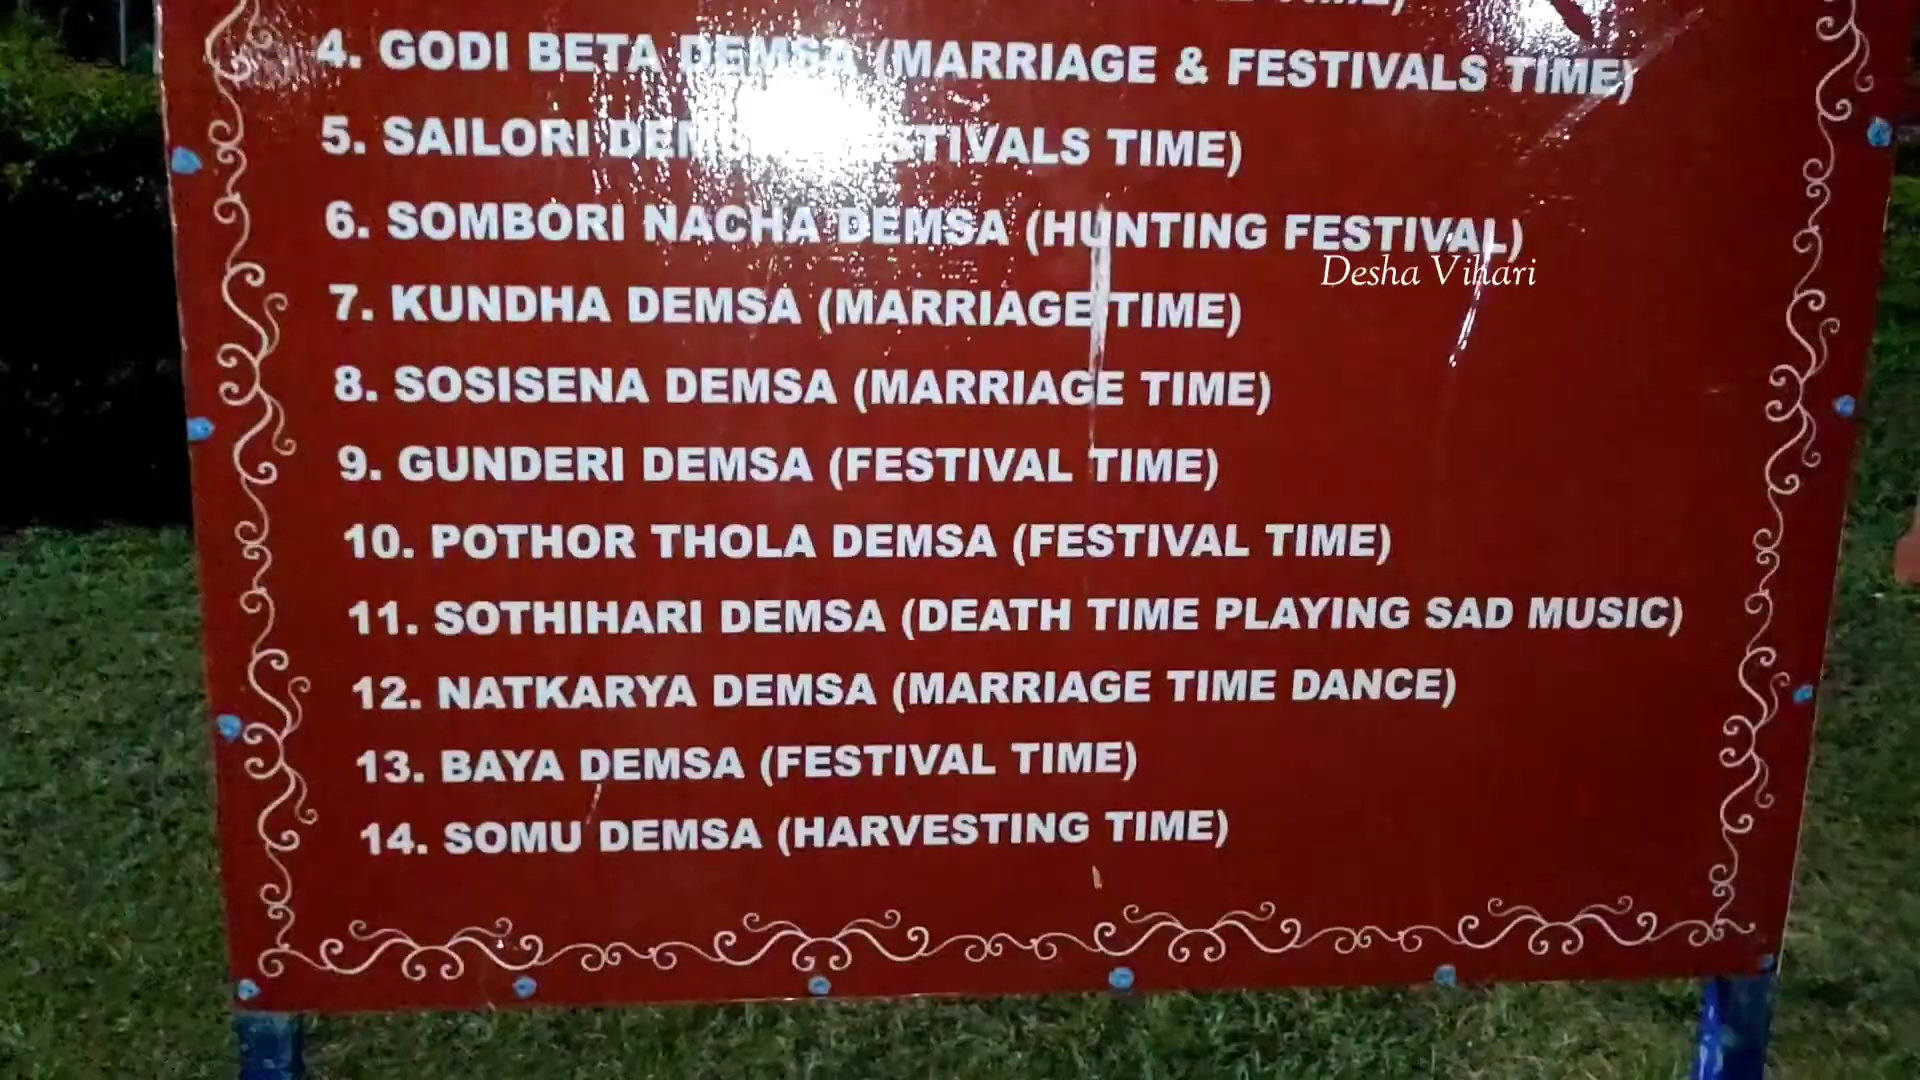 4. GODI BETA DEMSA (MARRIAGE & FESTIVALS TIME)
5. SAILORI TIME)
6. SOMBORI NACHA DEMSA (HUNTING FESTIVAL)
Desha Vihari
7. KUNDHA DEMSA (MARRIAGE TIME)
8. SOSISENA DEMSA (MARRIAGE TIME)
9. GUNDERI DEMSA (FESTIVAL TIME)
10. POTHOR THOLA DEMSA (FESTIVAL TIME)
11. SOTHIHARI DEMSA (DEATH TIME PLAYING SAD MUSIC)
12. NATKARYA DEMSA (MARRIAGE TIME DANCE)
13. BAYA DEMSA (FESTIVAL TIME)
14. SOMU DEMSA (HARVESTING TIME)